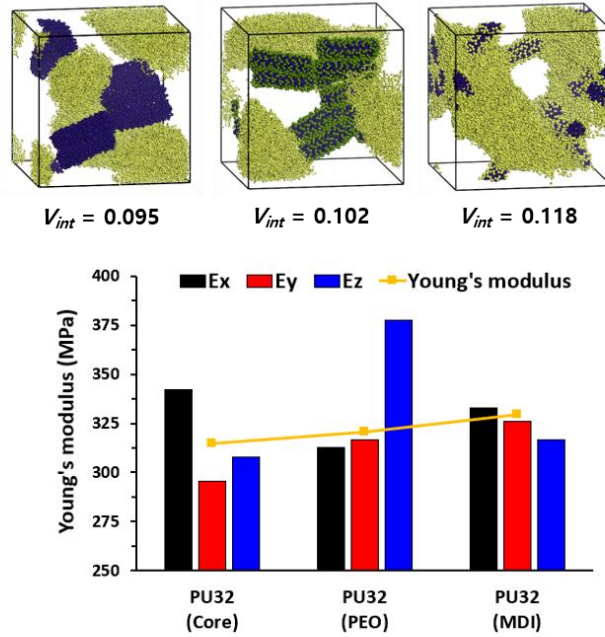 V_int = 0.095
V_int = 0.102
V_int = 0.118
Young's modulus (MPa)
400
375
350
325
300
275
250
Ex Ey Ez Young's modulus
PU32
(Core)
PU32
(PEO)
PU32
(MDI)